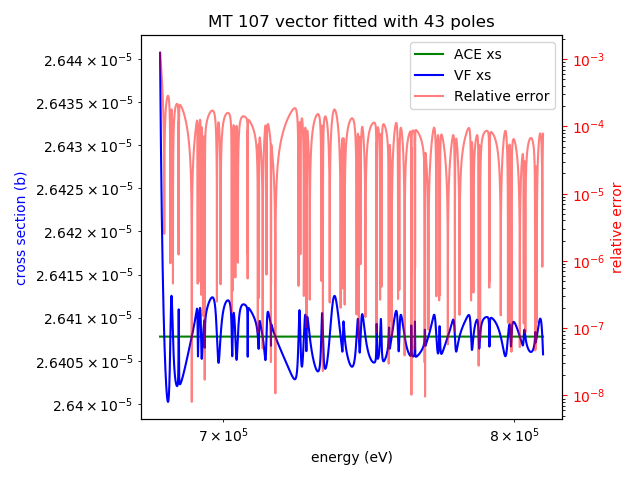 MT 107 vector fitted with 43 poles
ACE xs
VF xs
Relative error
cross section (b)
2.644 × 10⁻⁵
2.6435 × 10⁻⁵
2.643 × 10⁻⁵
2.6425 × 10⁻⁵
2.642 × 10⁻⁵
2.6415 × 10⁻⁵
2.641 × 10⁻⁵
2.6405 × 10⁻⁵
2.64 × 10⁻⁵
10⁻³
10⁻⁴
10⁻⁵
10⁻⁶
10⁻⁷
10⁻⁸
relative error
7 × 10⁵
8 × 10⁵
energy (eV)